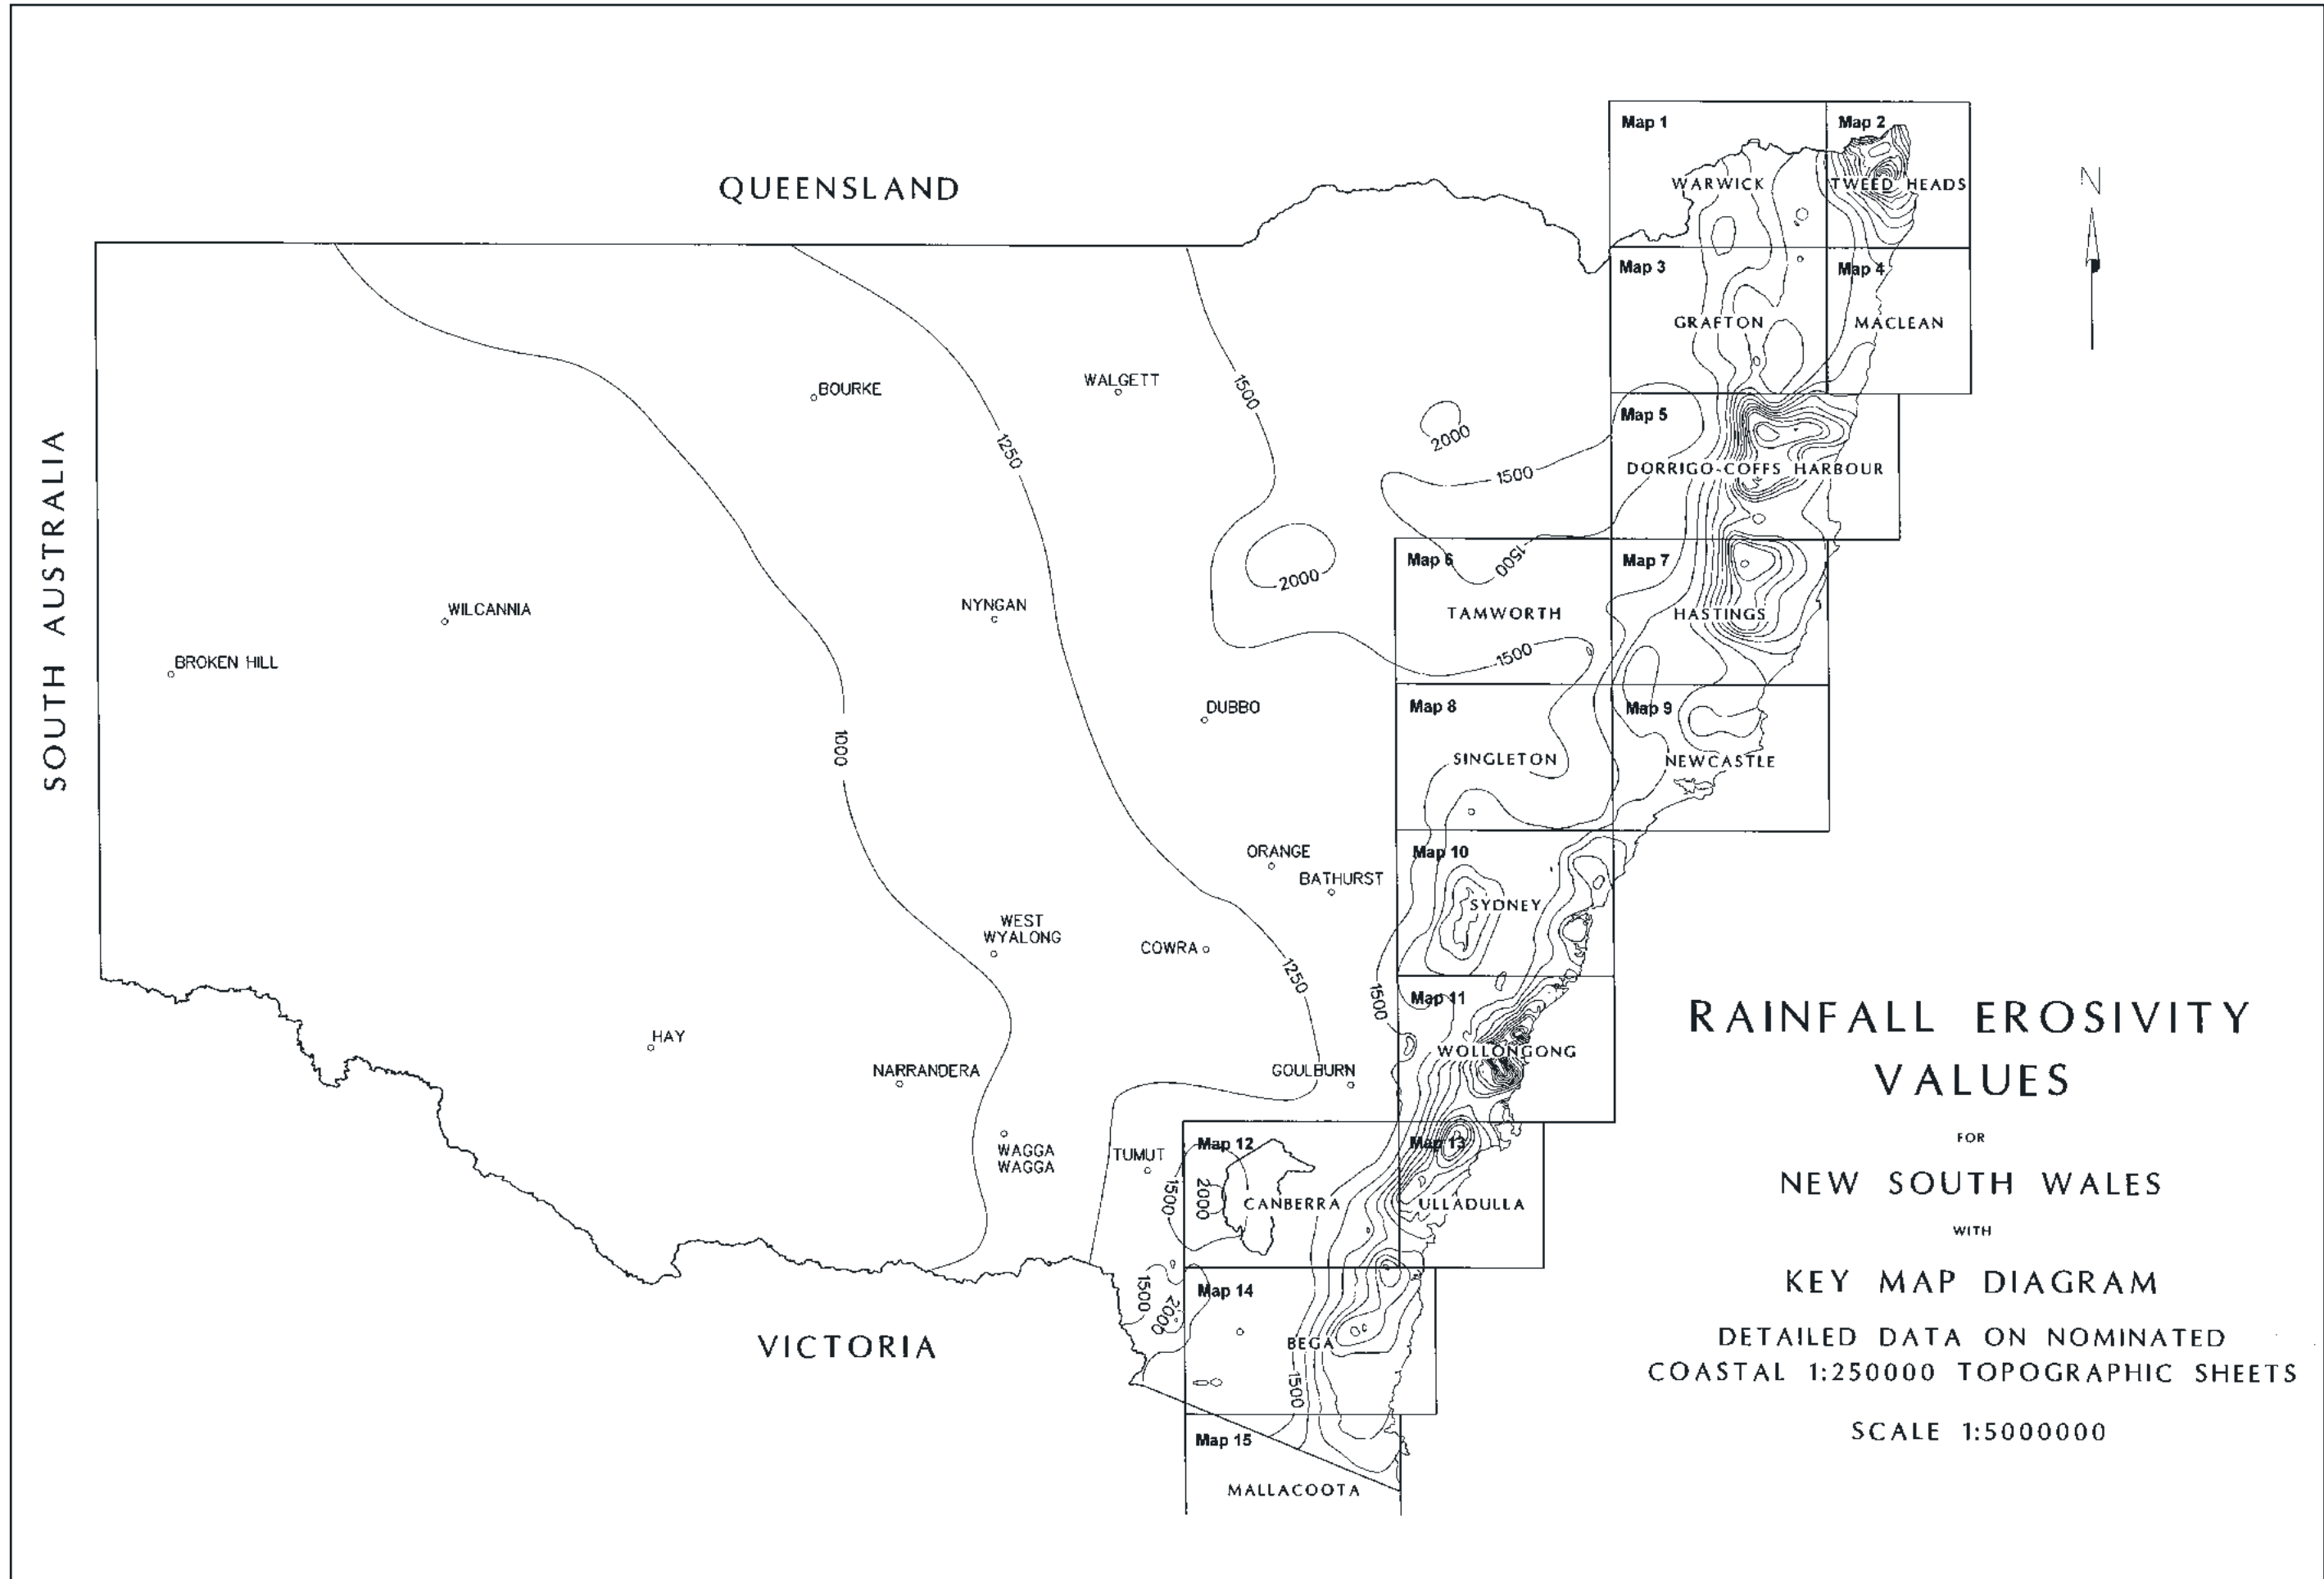 Map 1
Map 2
QUEENSLAND
WARWICK
TWEED HEADS
N
Map 3
Map 4
GRAFTON
MACLEAN
BOURKE
WALGETT
1500
1250
2000
Map 5
1500
DORRIGO-COFFS HARBOUR
SOUTH AUSTRALIA
2000
Map 6
1500
Map 7
WILCANNIA
NYNGAN
TAMWORTH
HASTINGS
BROKEN HILL
1500
DUBBO
Map 8
Map 9
1000
SINGLETON
NEWCASTLE
ORANGE
BATHURST
Map 10
SYDNEY
WEST
WYALONG
COWRA
1250
1500
Map 11
RAINFALL EROSIVITY
VALUES
HAY
WOLLONGONG
NARRANDERA
GOULBURN
WAGGA
WAGGA
TUMUT
Map 12
Map 13
FOR
1500
2000
CANBERRA
ULLADULLA
NEW SOUTH WALES
WITH
1500
2000
Map 14
KEY MAP DIAGRAM
VICTORIA
BEGA
DETAILED DATA ON NOMINATED
COASTAL 1:250000 TOPOGRAPHIC SHEETS
1500
SCALE 1:5000000
Map 15
MALLACOOTA